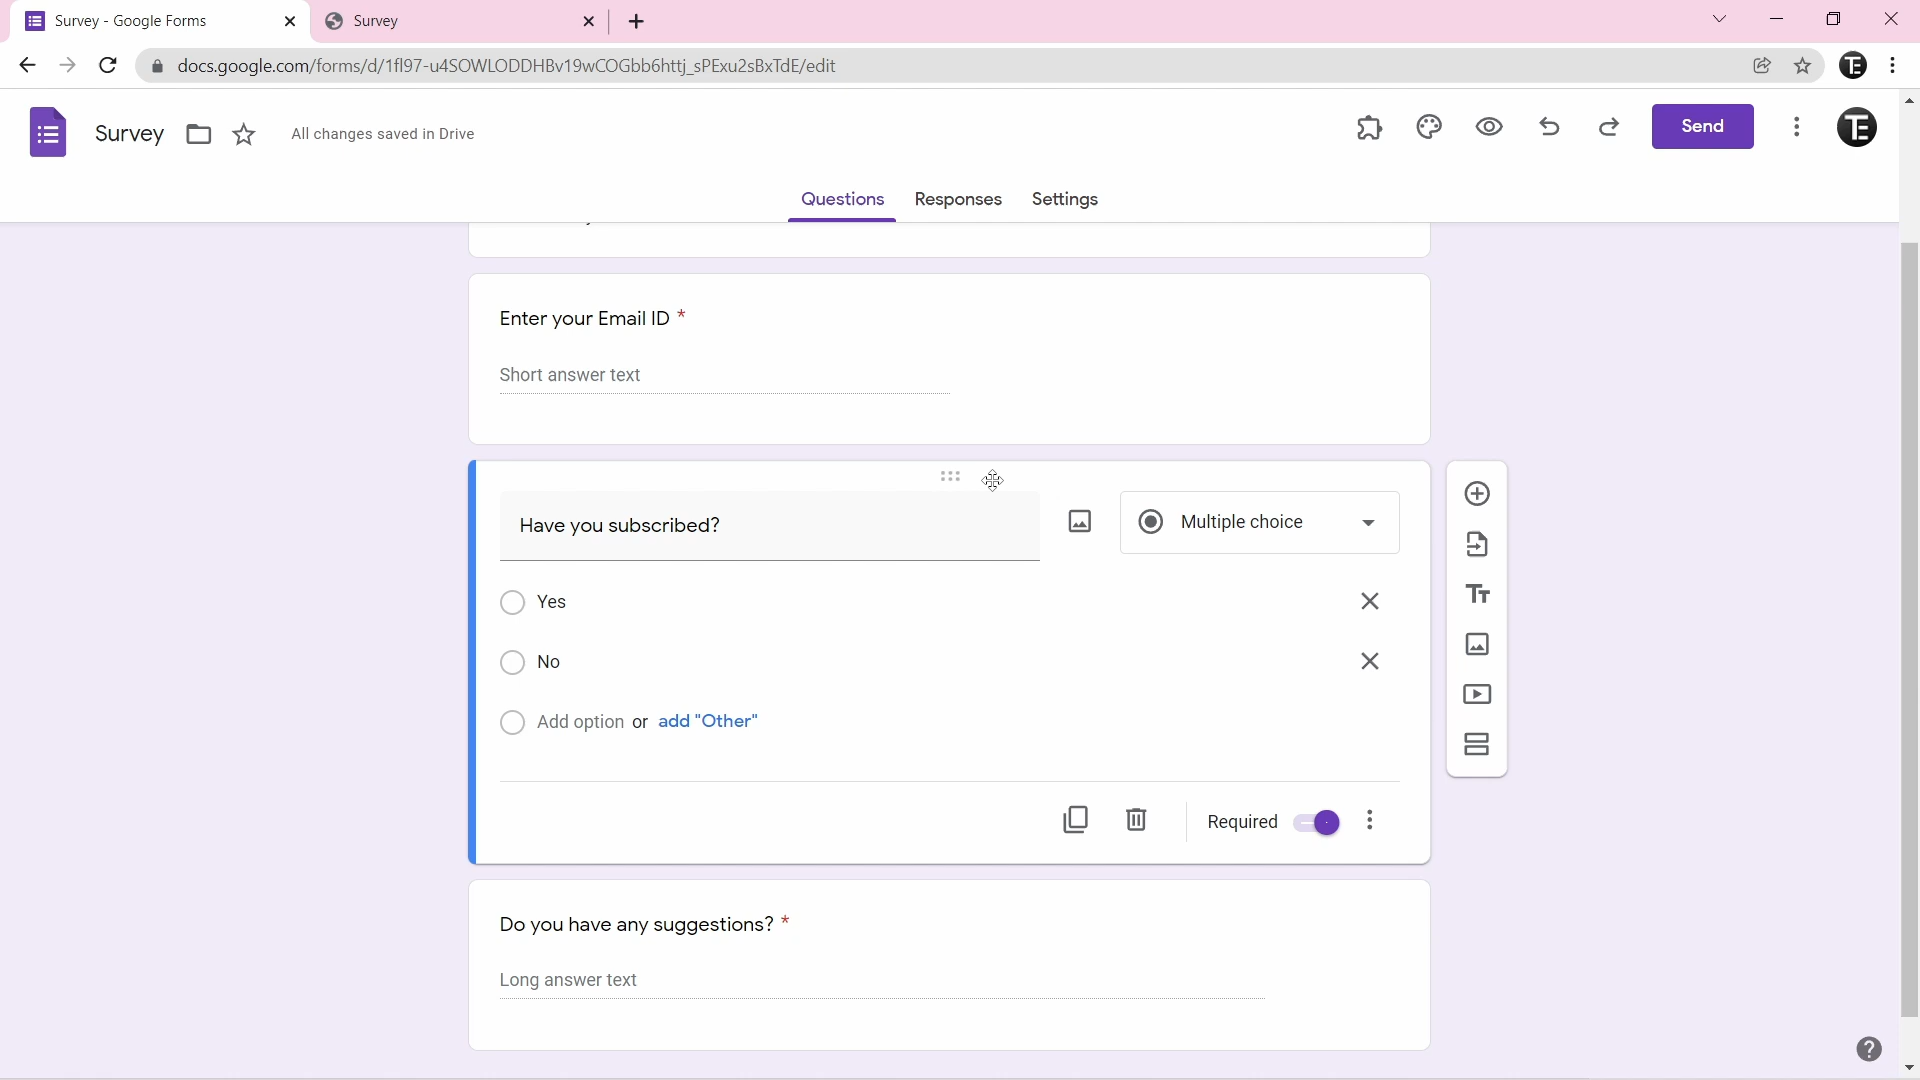 Survey - Google Forms
Survey
docs.google.com/forms/d/1fl97-u4SOWLODDHBv19wCOGbb6httj_sPExu2sBxTdE/edit
TE
Survey
All changes saved in Drive
Send
TE
Questions
Responses
Settings
Enter your Email ID *
Short answer text
Have you subscribed?
Multiple choice
Yes
No
Add option or add "Other"
Required
Do you have any suggestions? *
Long answer text